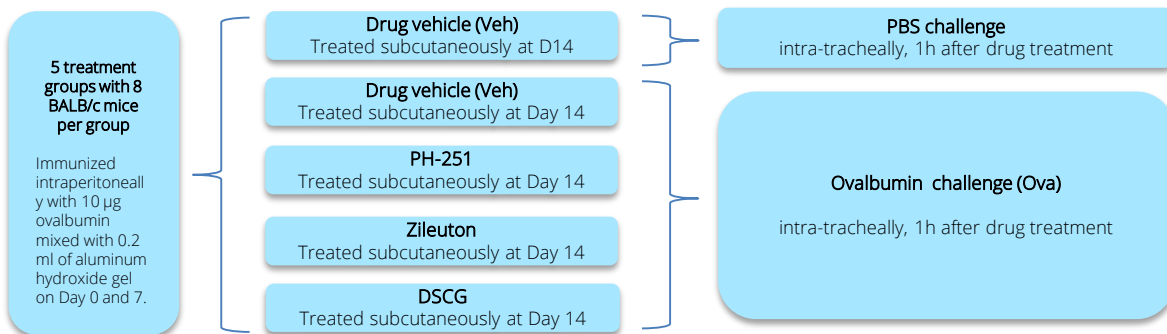 5 treatment
groups with 8
BALB/c mice
per group
Immunized
intraperitoneall
y with 10 µg
ovalbumin
mixed with 0.2
ml of aluminum
hydroxide gel
on Day 0 and 7.
Drug vehicle (Veh)
Treated subcutaneously at D14
Drug vehicle (Veh)
Treated subcutaneously at Day 14
PH-251
Treated subcutaneously at Day 14
Zileuton
Treated subcutaneously at Day 14
DSCG
Treated subcutaneously at Day 14
PBS challenge
intra-tracheally, 1h after drug treatment
Ovalbumin challenge (Ova)
intra-tracheally, 1h after drug treatment